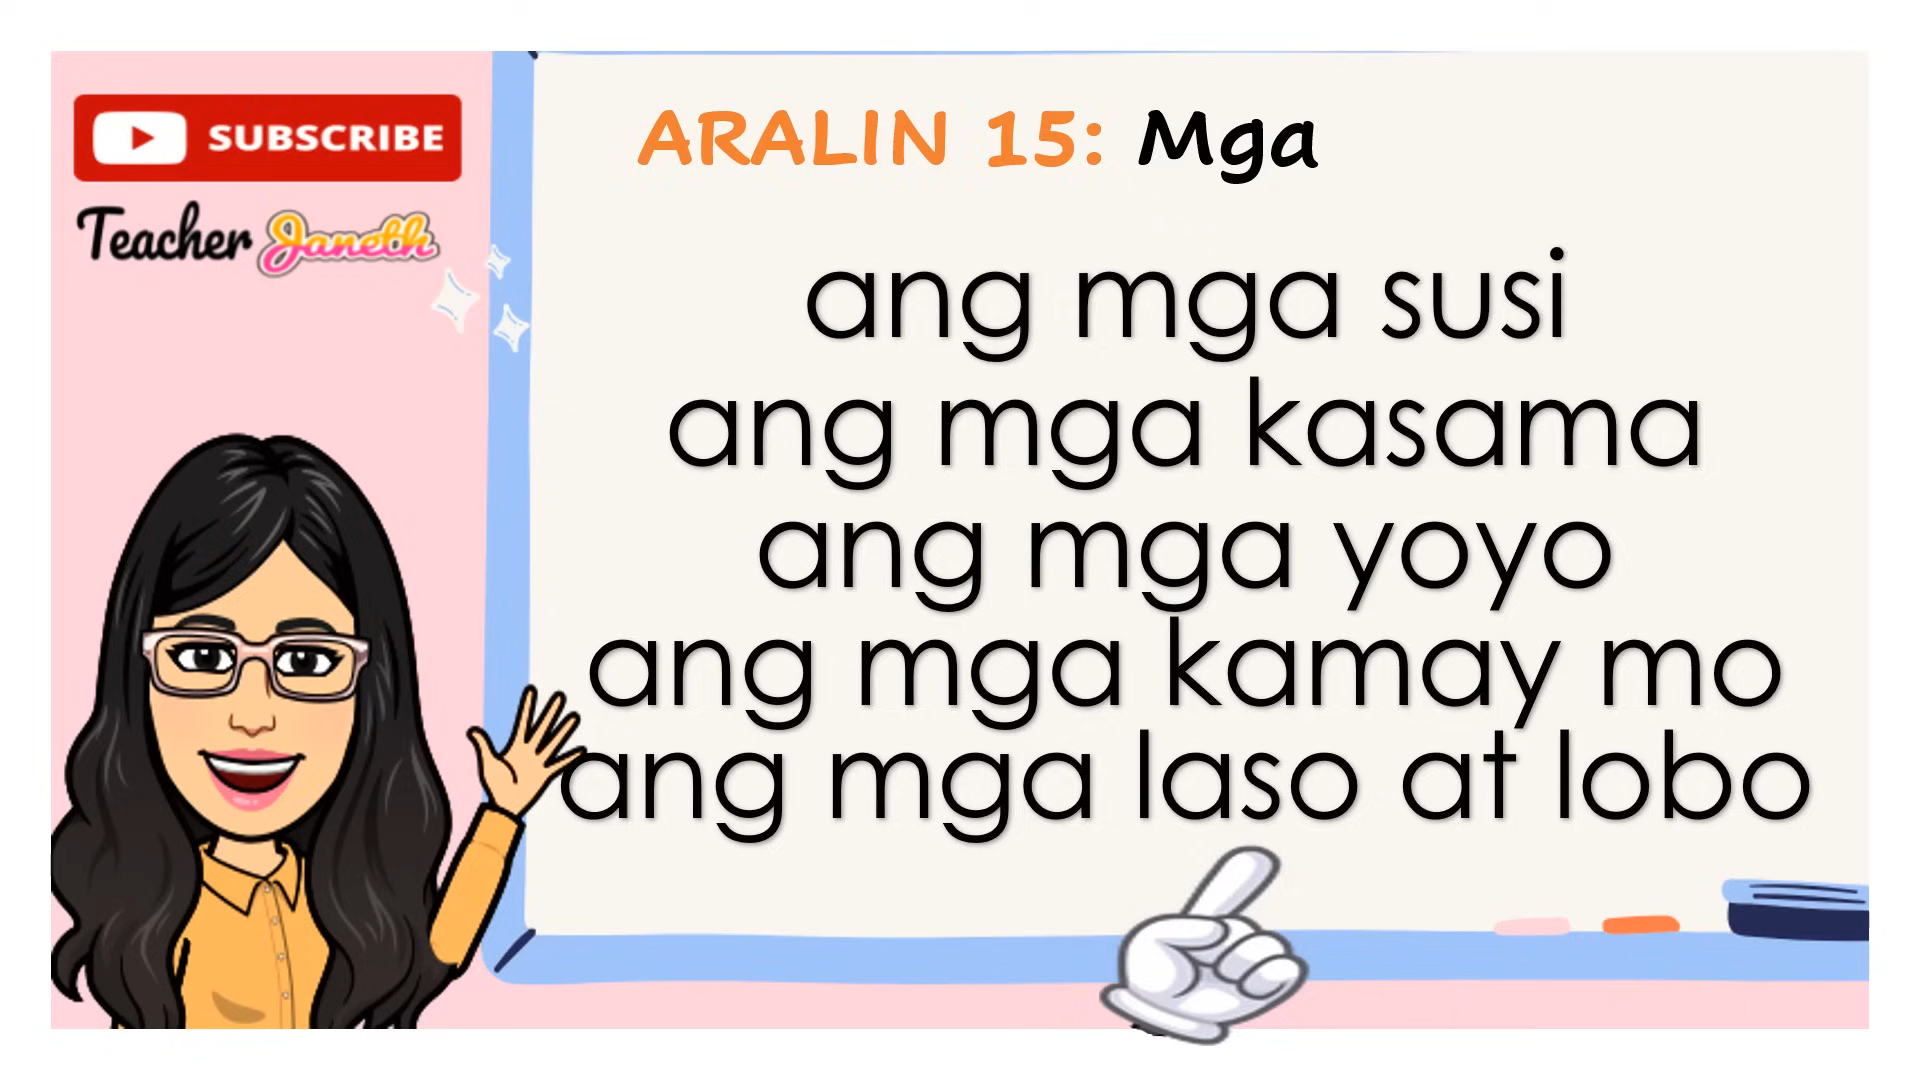 SUBSCRIBE
Teacher Janeth
ARALIN 15: Mga
ang mga susi
ang mga kasama
ang mga yoyo
ang mga kamay mo
ang mga laso at lobo